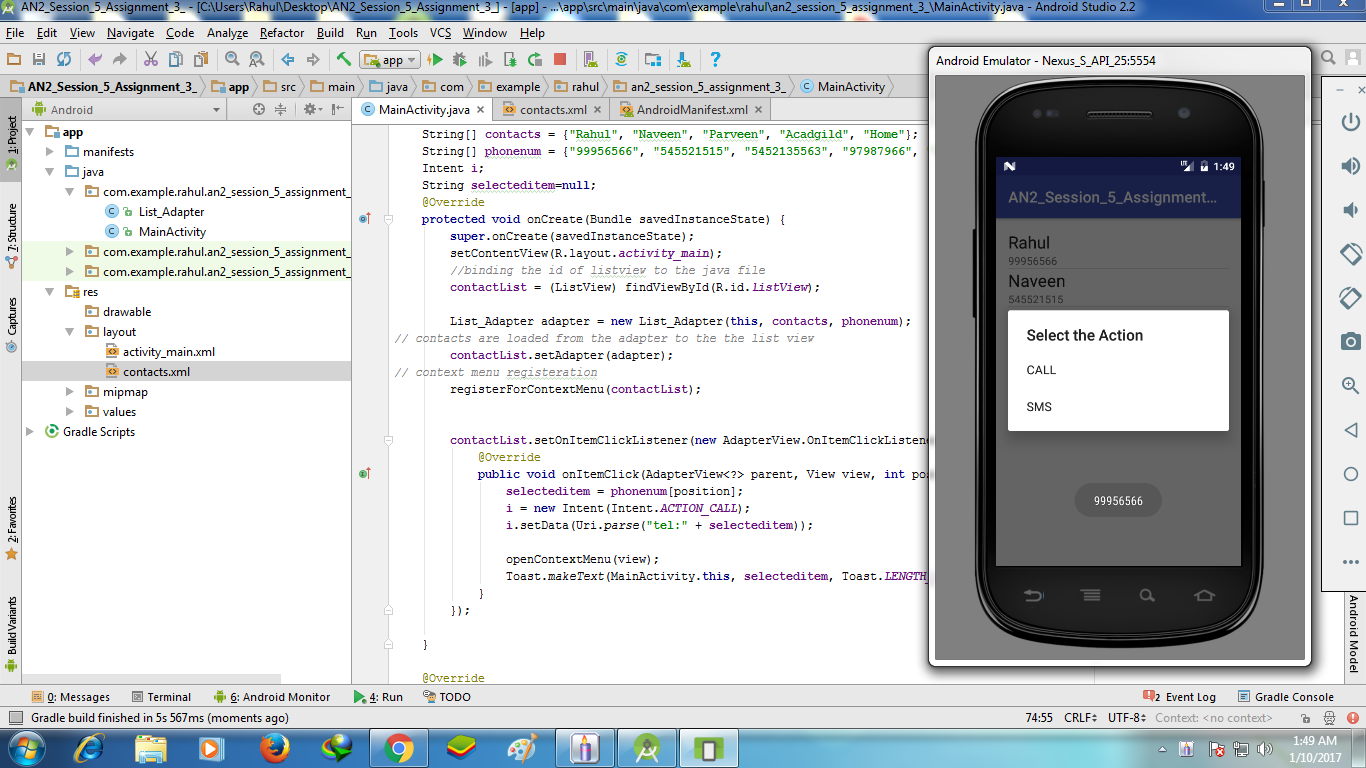 AN2_Session_5_Assignment_3_ - [C:\Users\Rahul\Desktop\AN2_Session_5_Assignment_3_] - [app] - ...\app\src\main\java\com\example\rahul\an2_session_5_assignment_3_\MainActivity.java - Android Studio 2.2
File Edit View Navigate Code Analyze Refactor Build Run Tools VCS Window Help
app
AN2_Session_5_Assignment_3_ app src main java com example rahul an2_session_5_assignment_3_ MainActivity
Android
MainActivity.java contacts.xml AndroidManifest.xml
1: Project
7: Structure
Captures
2: Favorites
Build Variants
app
manifests
java
com.example.rahul.an2_session_5_assignment_
List_Adapter
MainActivity
com.example.rahul.an2_session_5_assignment_
com.example.rahul.an2_session_5_assignment_
res
drawable
layout
activity_main.xml
contacts.xml
mipmap
values
Gradle Scripts
String[] contacts = {"Rahul", "Naveen", "Parveen", "Acadgild", "Home"};
String[] phonenum = {"99956566", "545521515", "5452135563", "97987966",
Intent i;
String selecteditem=null;
@Override
protected void onCreate(Bundle savedInstanceState) {
super.onCreate(savedInstanceState);
setContentView(R.layout.activity_main);
//binding the id of listview to the java file
contactList = (ListView) findViewById(R.id.listView);
List_Adapter adapter = new List_Adapter(this, contacts, phonenum);
// contacts are loaded from the adapter to the the list view
contactList.setAdapter(adapter);
// context menu registeration
registerForContextMenu(contactList);
contactList.setOnItemClickListener(new AdapterView.OnItemClickListene
@Override
public void onItemClick(AdapterView<?> parent, View view, int po
selecteditem = phonenum[position];
i = new Intent(Intent.ACTION_CALL);
i.setData(Uri.parse("tel:" + selecteditem));
openContextMenu(view);
Toast.makeText(MainActivity.this, selecteditem, Toast.LENGTH_
}
});
}
@Override
Android Emulator - Nexus_S_API_25:5554
LTE 1:49
AN2_Session_5_Assignment...
Rahul
99956566
Naveen
545521515
Select the Action
CALL
SMS
99956566
Android Model
0: Messages Terminal 6: Android Monitor 4: Run TODO 2 Event Log Gradle Console
Gradle build finished in 5s 567ms (moments ago) 74:55 CRLF UTF-8 Context: <no context>
1:49 AM
1/10/2017